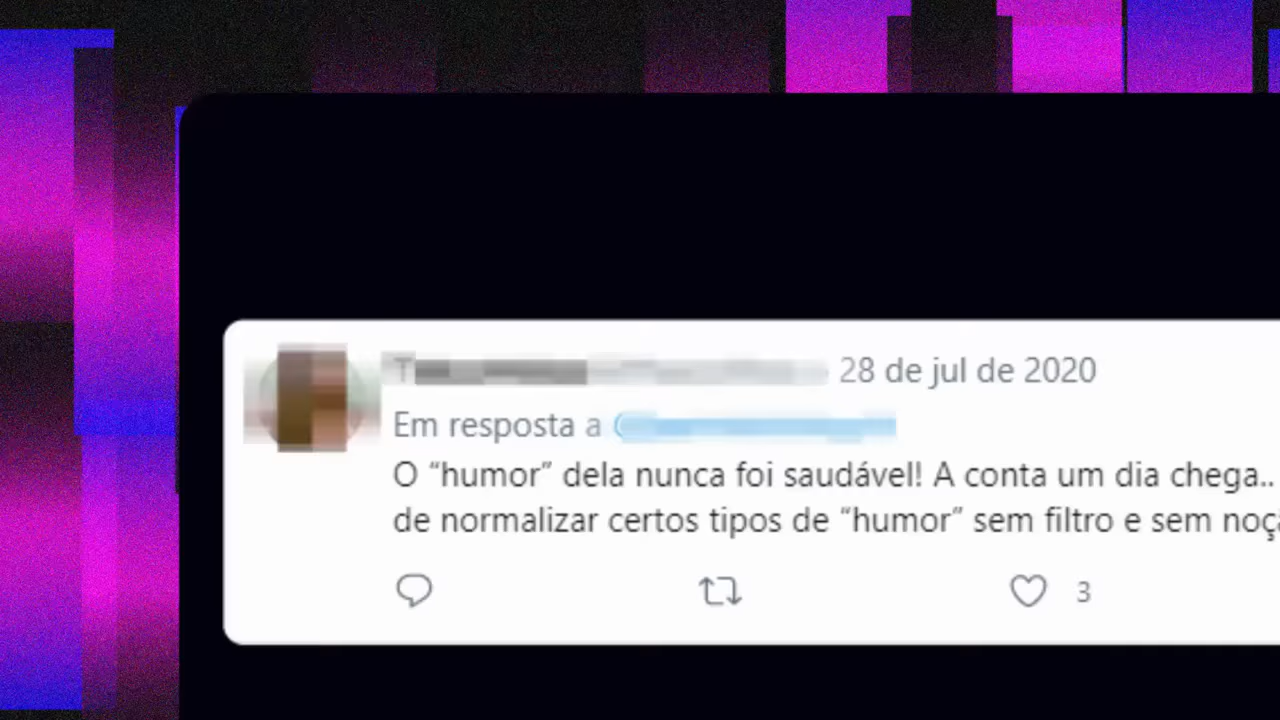 28 de jul de 2020
Em resposta a
O “humor” dela nunca foi saudável! A conta um dia chega..
de normalizar certos tipos de “humor” sem filtro e sem
3